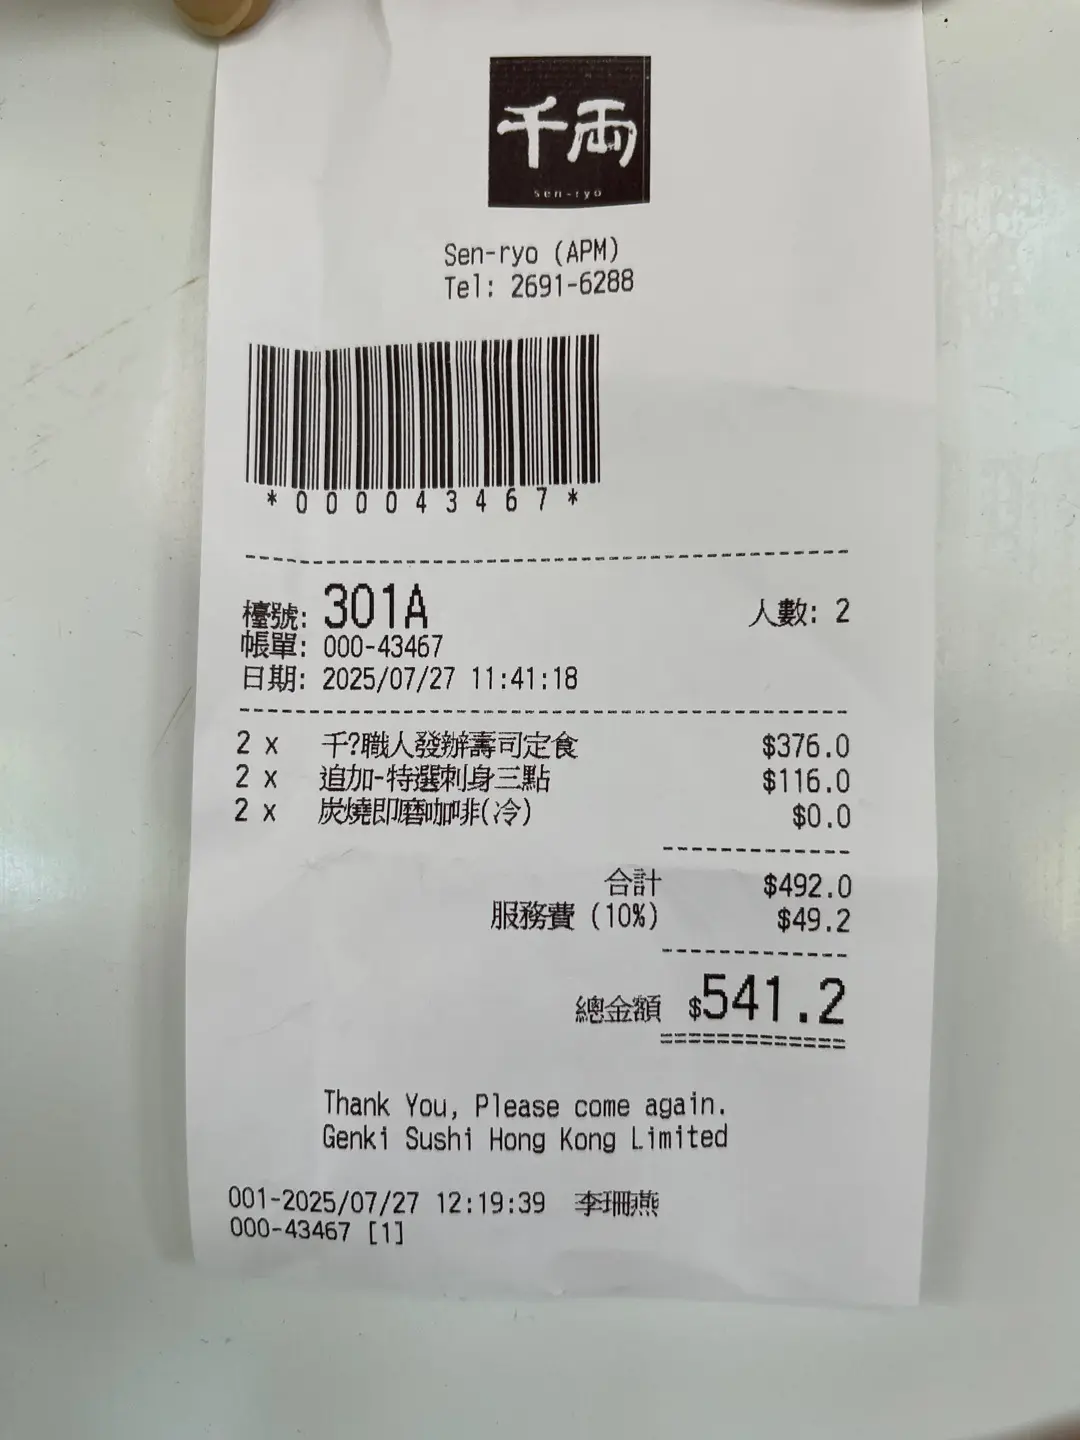 千両
sen-ryo
Sen-ryo (APM)
Tel: 2691-6288
*000043467*
檯號: 301A 人數: 2
帳單: 000-43467
日期: 2025/07/27 11:41:18
2 x 千?職人發辦壽司定食 $376.0
2 x 追加-特選刺身三點 $116.0
2 x 炭燒即磨咖啡(冷) $0.0
合計 $492.0
服務費 (10%) $49.2
總金額 $541.2
Thank You, Please come again.
Genki Sushi Hong Kong Limited
001-2025/07/27 12:19:39 李珊燕
000-43467 [1]